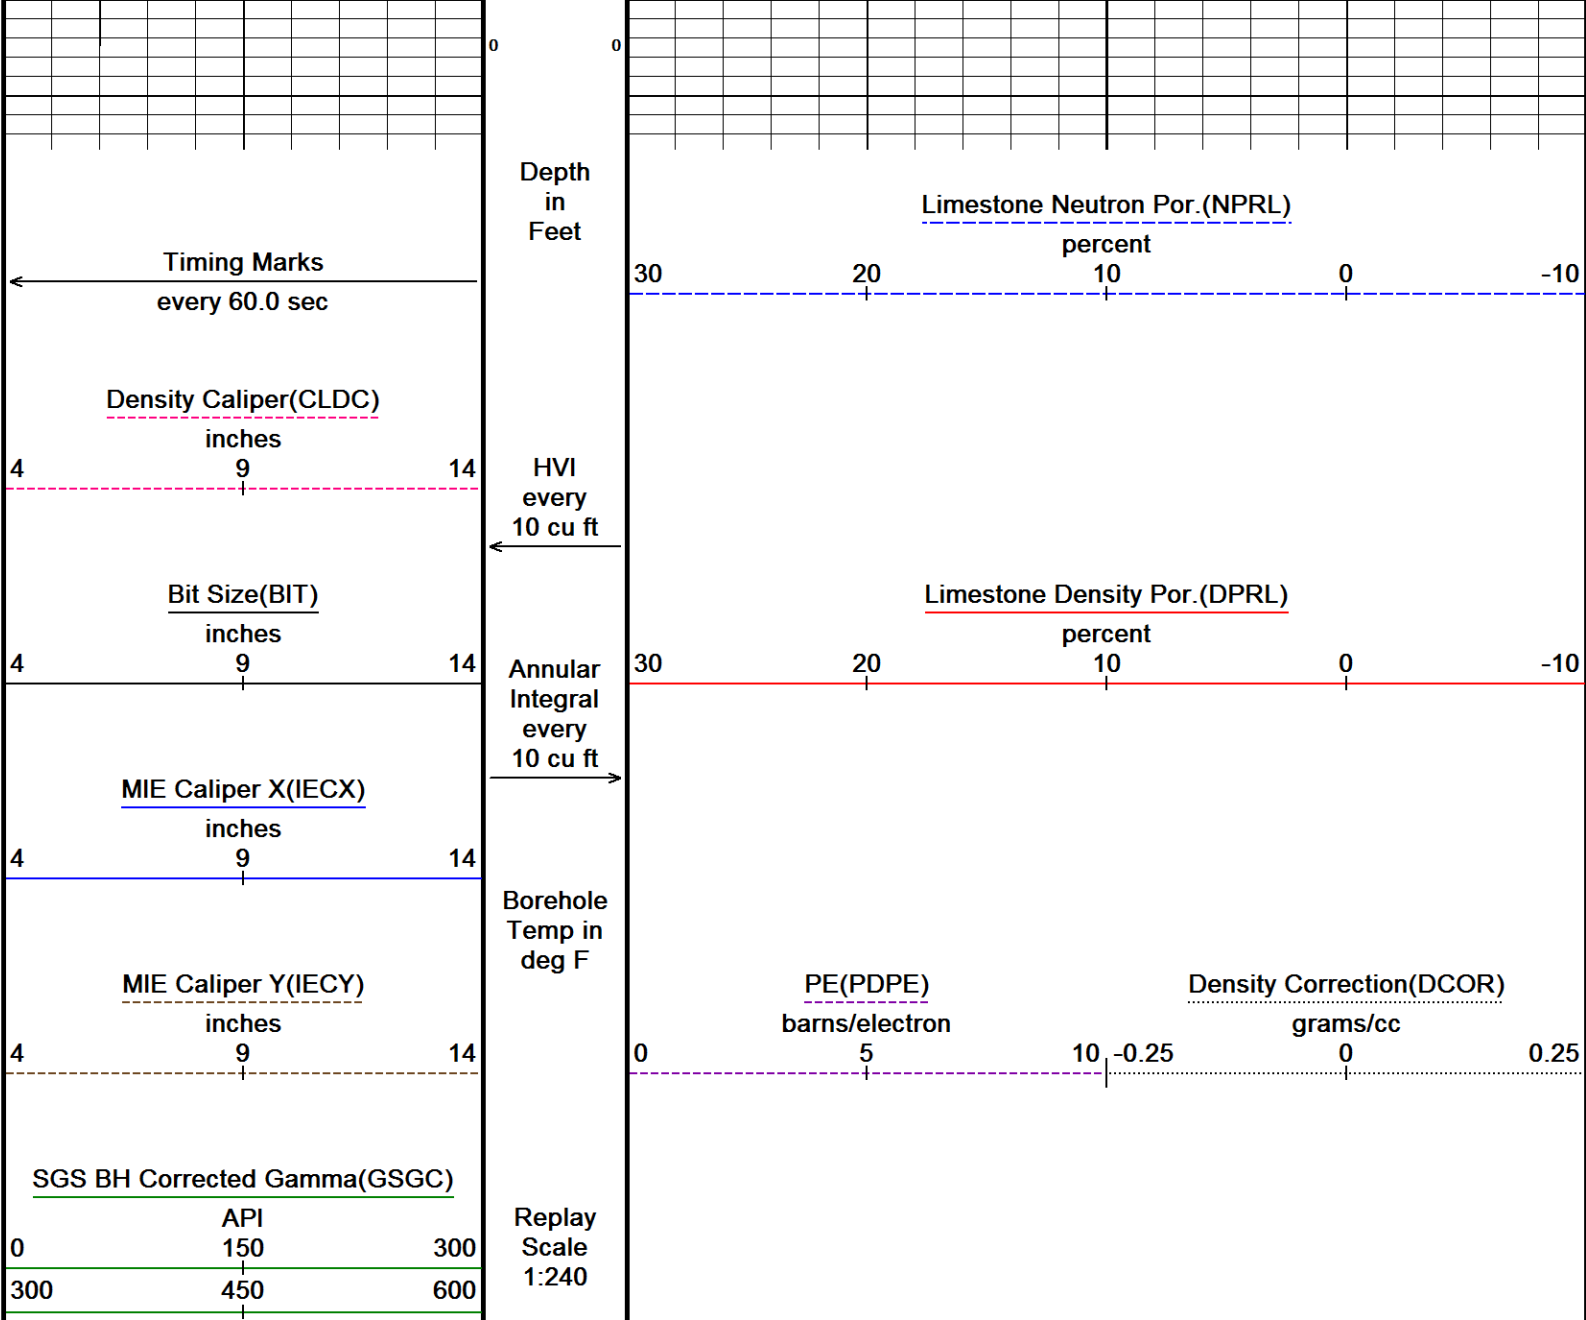 0 0
Depth
in
Feet
Timing Marks
every 60.0 sec
Density Caliper(CLDC)
inches
4 9 14
Bit Size(BIT)
inches
4 9 14
MIE Caliper X(IECX)
inches
4 9 14
MIE Caliper Y(IECY)
inches
4 9 14
SGS BH Corrected Gamma(GSGC)
API
0 150 300
300 450 600
HVI
every
10 cu ft
Annular
Integral
every
10 cu ft
Borehole
Temp in
deg F
Replay
Scale
1:240
Limestone Neutron Por.(NPRL)
percent
30 20 10 0 -10
Limestone Density Por.(DPRL)
percent
30 20 10 0 -10
PE(PDPE)
barns/electron
0 5 10
Density Correction(DCOR)
grams/cc
-0.25 0 0.25